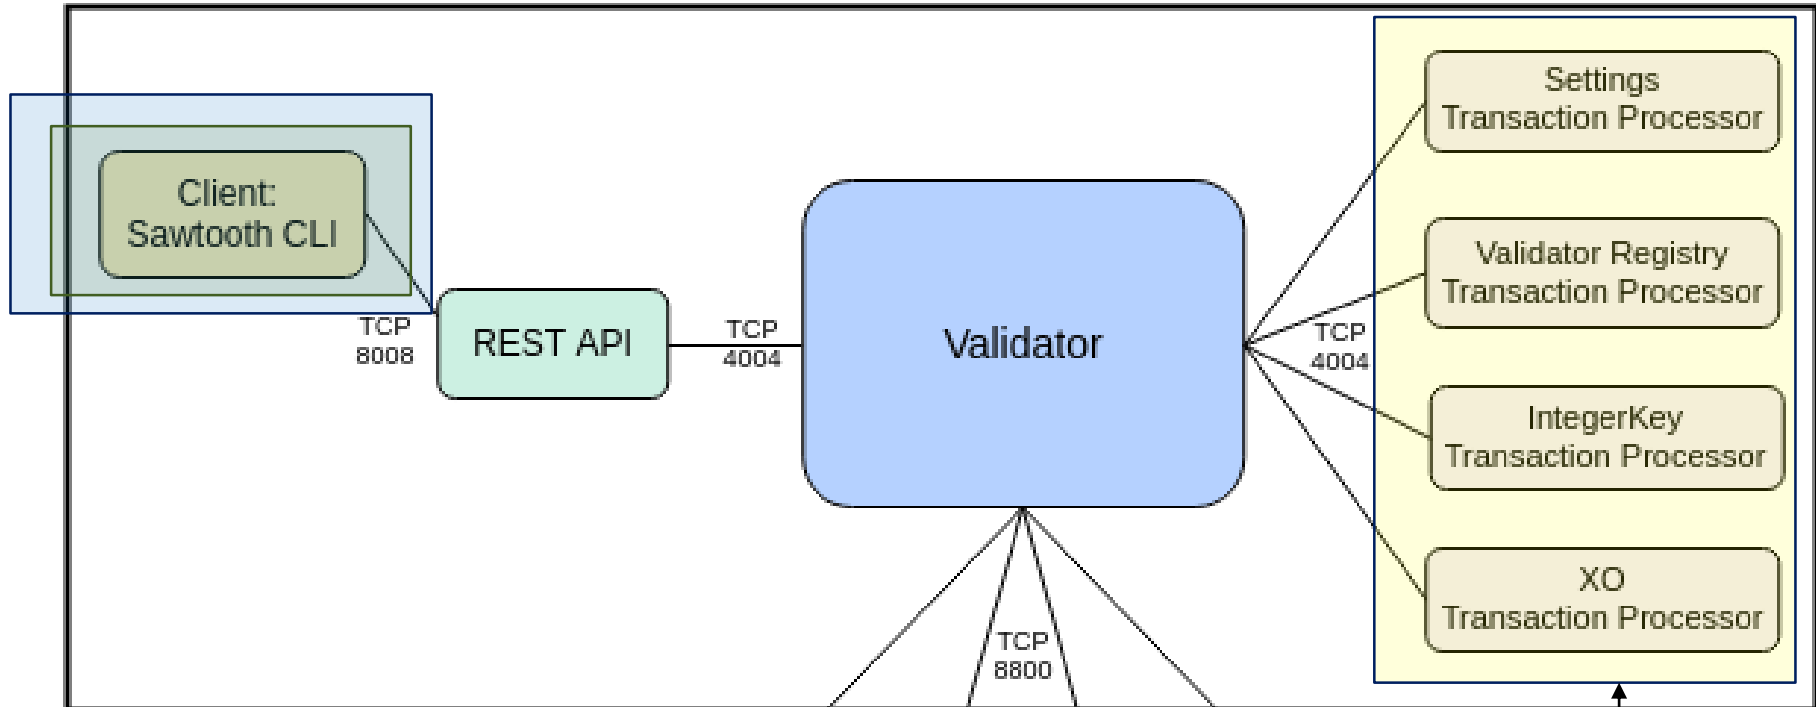 Client:
Sawtooth CLI
TCP
8008
REST API
TCP
4004
Validator
TCP
4004
Settings
Transaction Processor
Validator Registry
Transaction Processor
IntegerKey
Transaction Processor
XO
Transaction Processor
TCP
8800